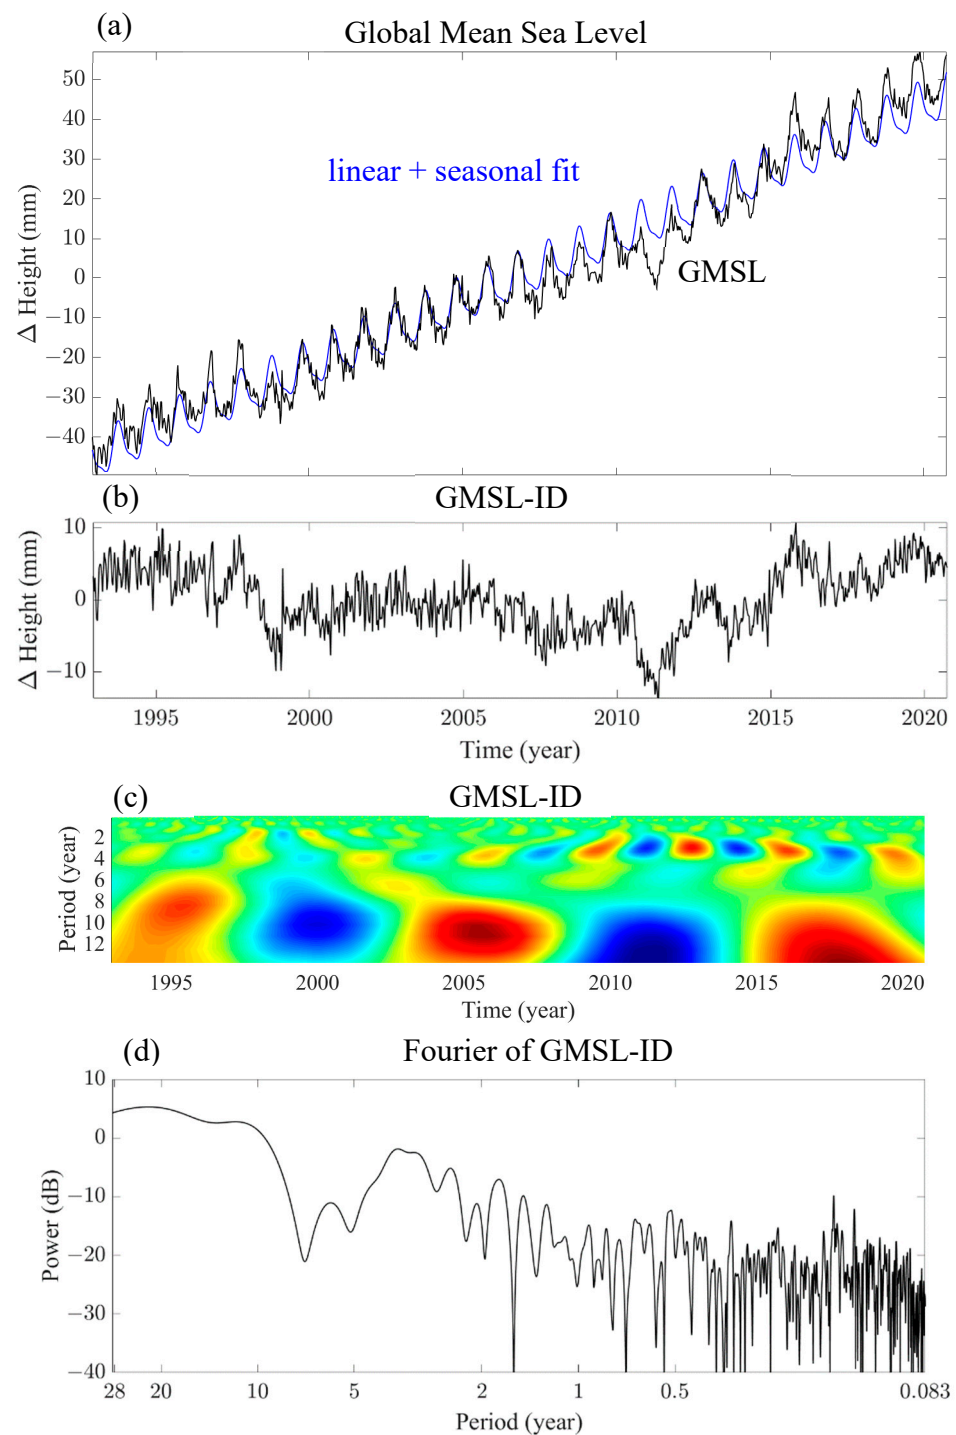 (a)
Global Mean Sea Level
50
40
30
20
10
0
−10
−20
−30
−40
Δ Height (mm)
linear + seasonal fit
GMSL
(b)
GMSL-ID
10
0
−10
Δ Height (mm)
1995 2000 2005 2010 2015 2020
Time (year)
(c)
GMSL-ID
2
4
6
8
10
12
Period (year)
1995 2000 2005 2010 2015 2020
Time (year)
(d)
Fourier of GMSL-ID
10
0
−10
−20
−30
−40
Power (dB)
28 20 10 5 2 1 0.5 0.083
Period (year)